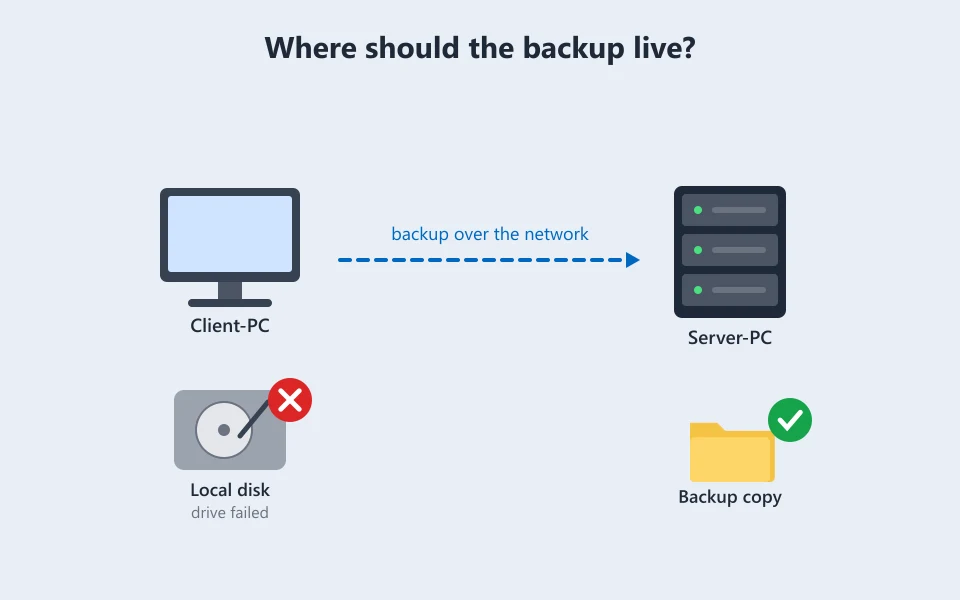 Where should the backup live?
backup over the network
Client-PC
Server-PC
Local disk
drive failed
Backup copy